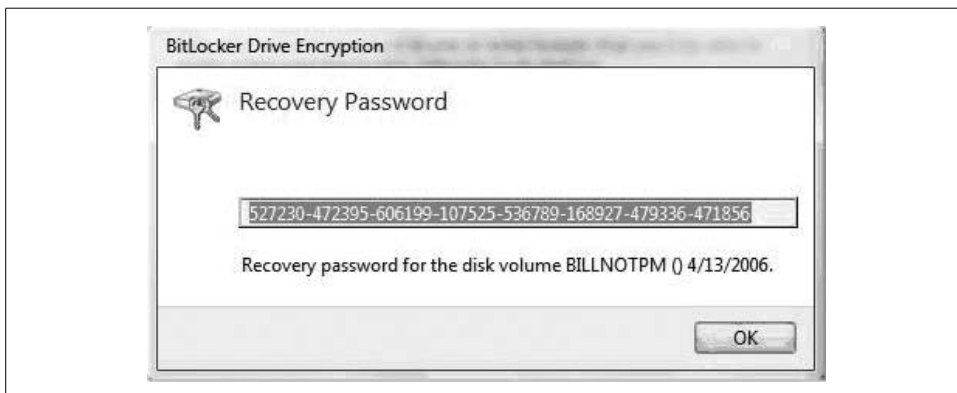 BitLocker Drive Encryption
Recovery Password
527230-472395-606199-107525-536789-168927-479336-471856
Recovery password for the disk volume BILLNOTPM () 4/13/2006.
OK